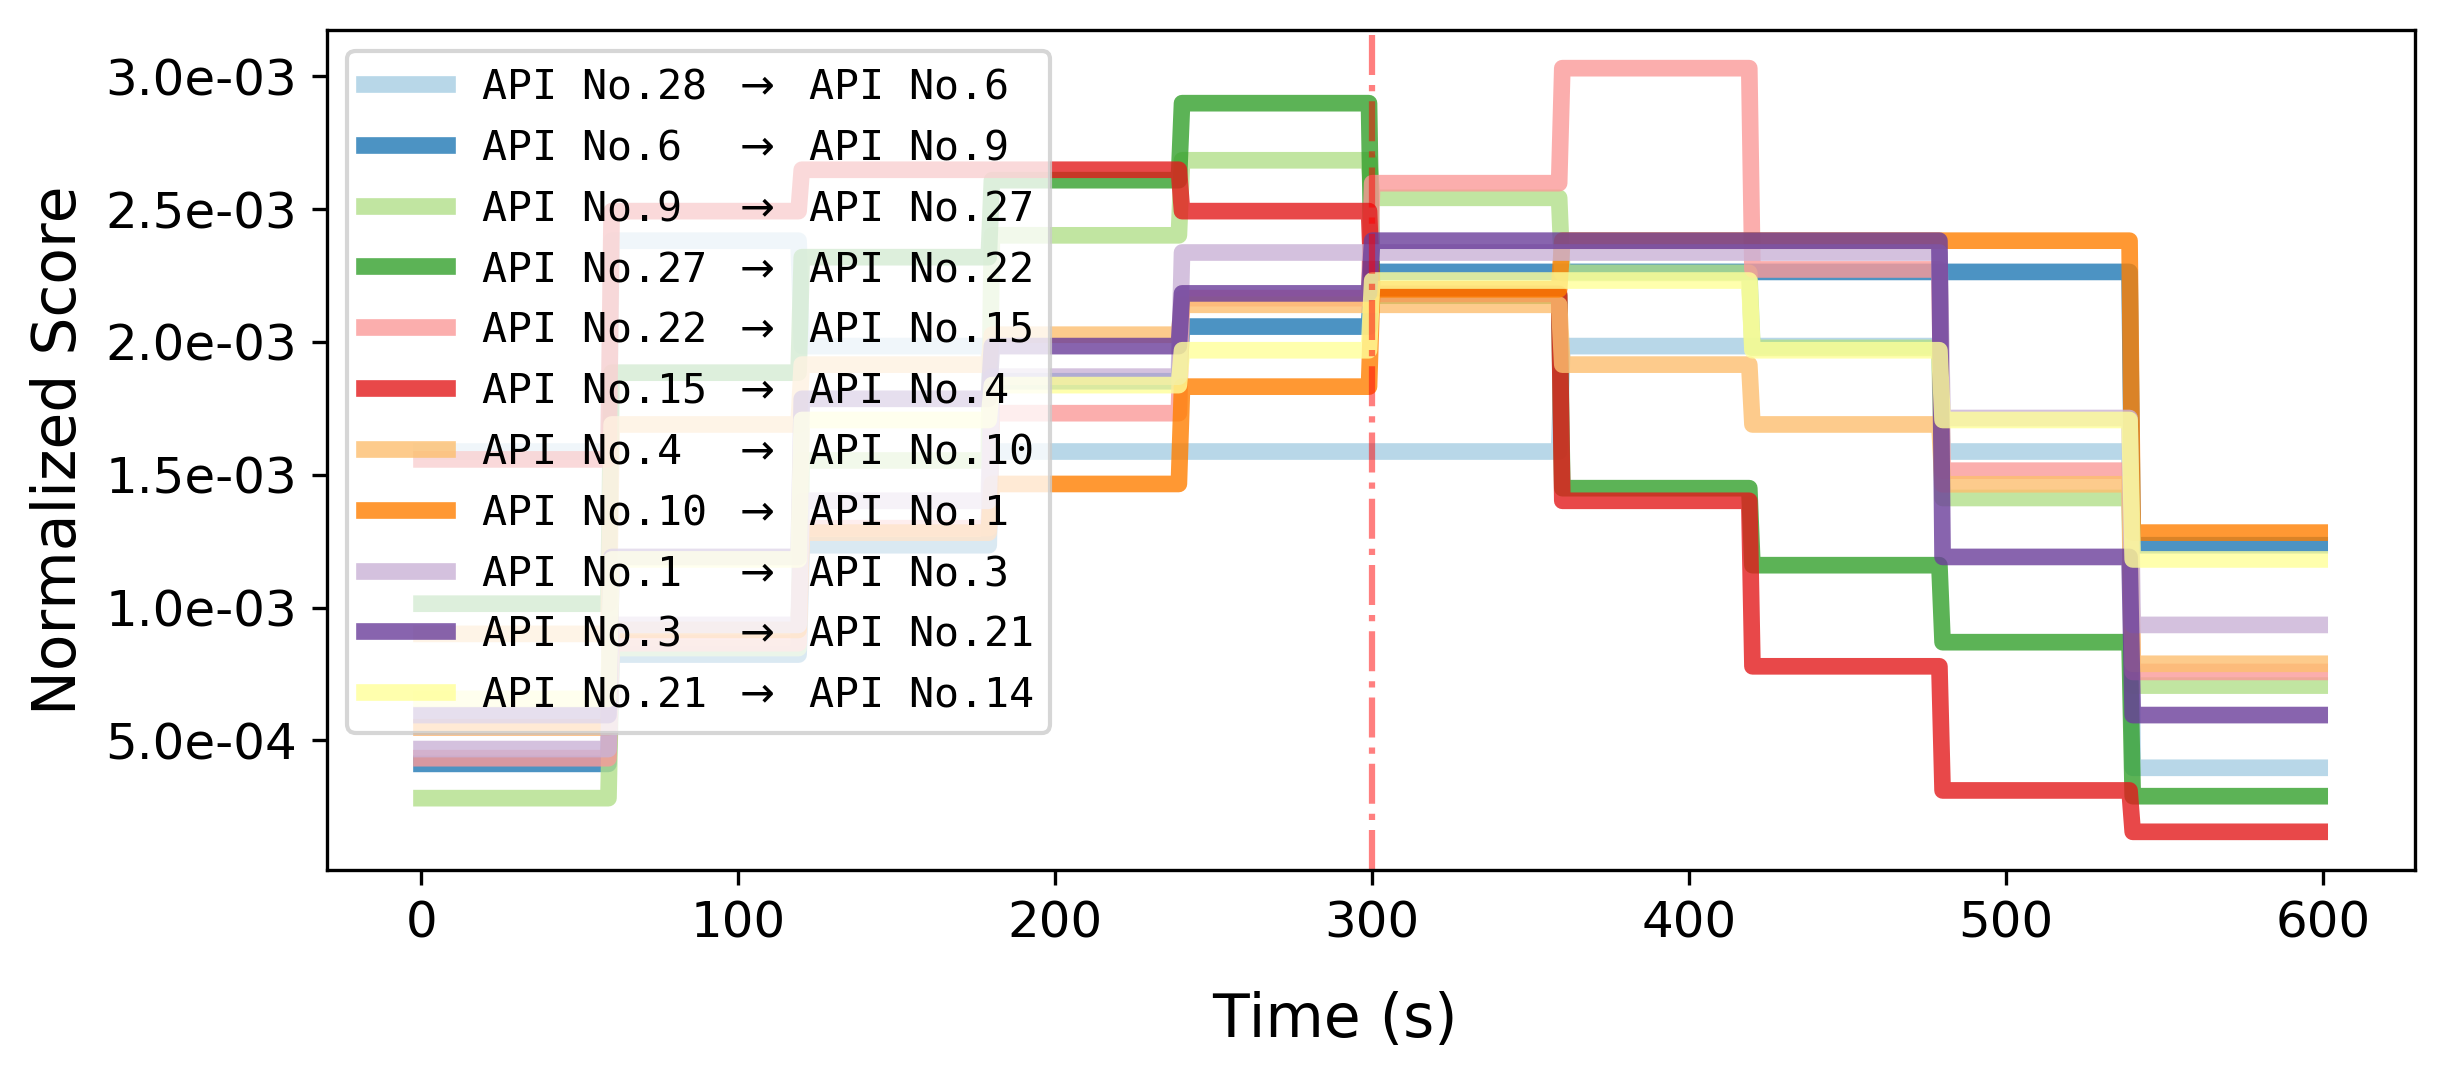 Normalized Score
3.0e-03
2.5e-03
2.0e-03
1.5e-03
1.0e-03
5.0e-04
API No.28 → API No.6
API No.6 → API No.9
API No.9 → API No.27
API No.27 → API No.22
API No.22 → API No.15
API No.15 → API No.4
API No.4 → API No.10
API No.10 → API No.1
API No.1 → API No.3
API No.3 → API No.21
API No.21 → API No.14
0 100 200 300 400 500 600
Time (s)